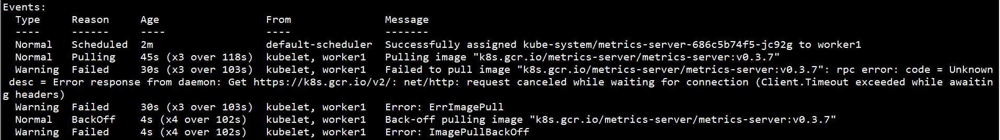 Events:
  Type     Reason     Age                  From               Message
  ----     ------     ----                 ----               -------
  Normal   Scheduled  2m                   default-scheduler  Successfully assigned kube-system/metrics-server-686c5b74f5-jc92g to worker1
  Normal   Pulling    45s (x3 over 118s)   kubelet, worker1   Pulling image "k8s.gcr.io/metrics-server/metrics-server:v0.3.7"
  Warning  Failed     30s (x3 over 103s)   kubelet, worker1   Failed to pull image "k8s.gcr.io/metrics-server/metrics-server:v0.3.7": rpc error: code = Unknown
 desc = Error response from daemon: Get https://k8s.gcr.io/v2/: net/http: request canceled while waiting for connection (Client.Timeout exceeded while awaitin
g headers)
  Warning  Failed     30s (x3 over 103s)   kubelet, worker1   Error: ErrImagePull
  Normal   BackOff    4s (x4 over 102s)    kubelet, worker1   Back-off pulling image "k8s.gcr.io/metrics-server/metrics-server:v0.3.7"
  Warning  Failed     4s (x4 over 102s)    kubelet, worker1   Error: ImagePullBackOff